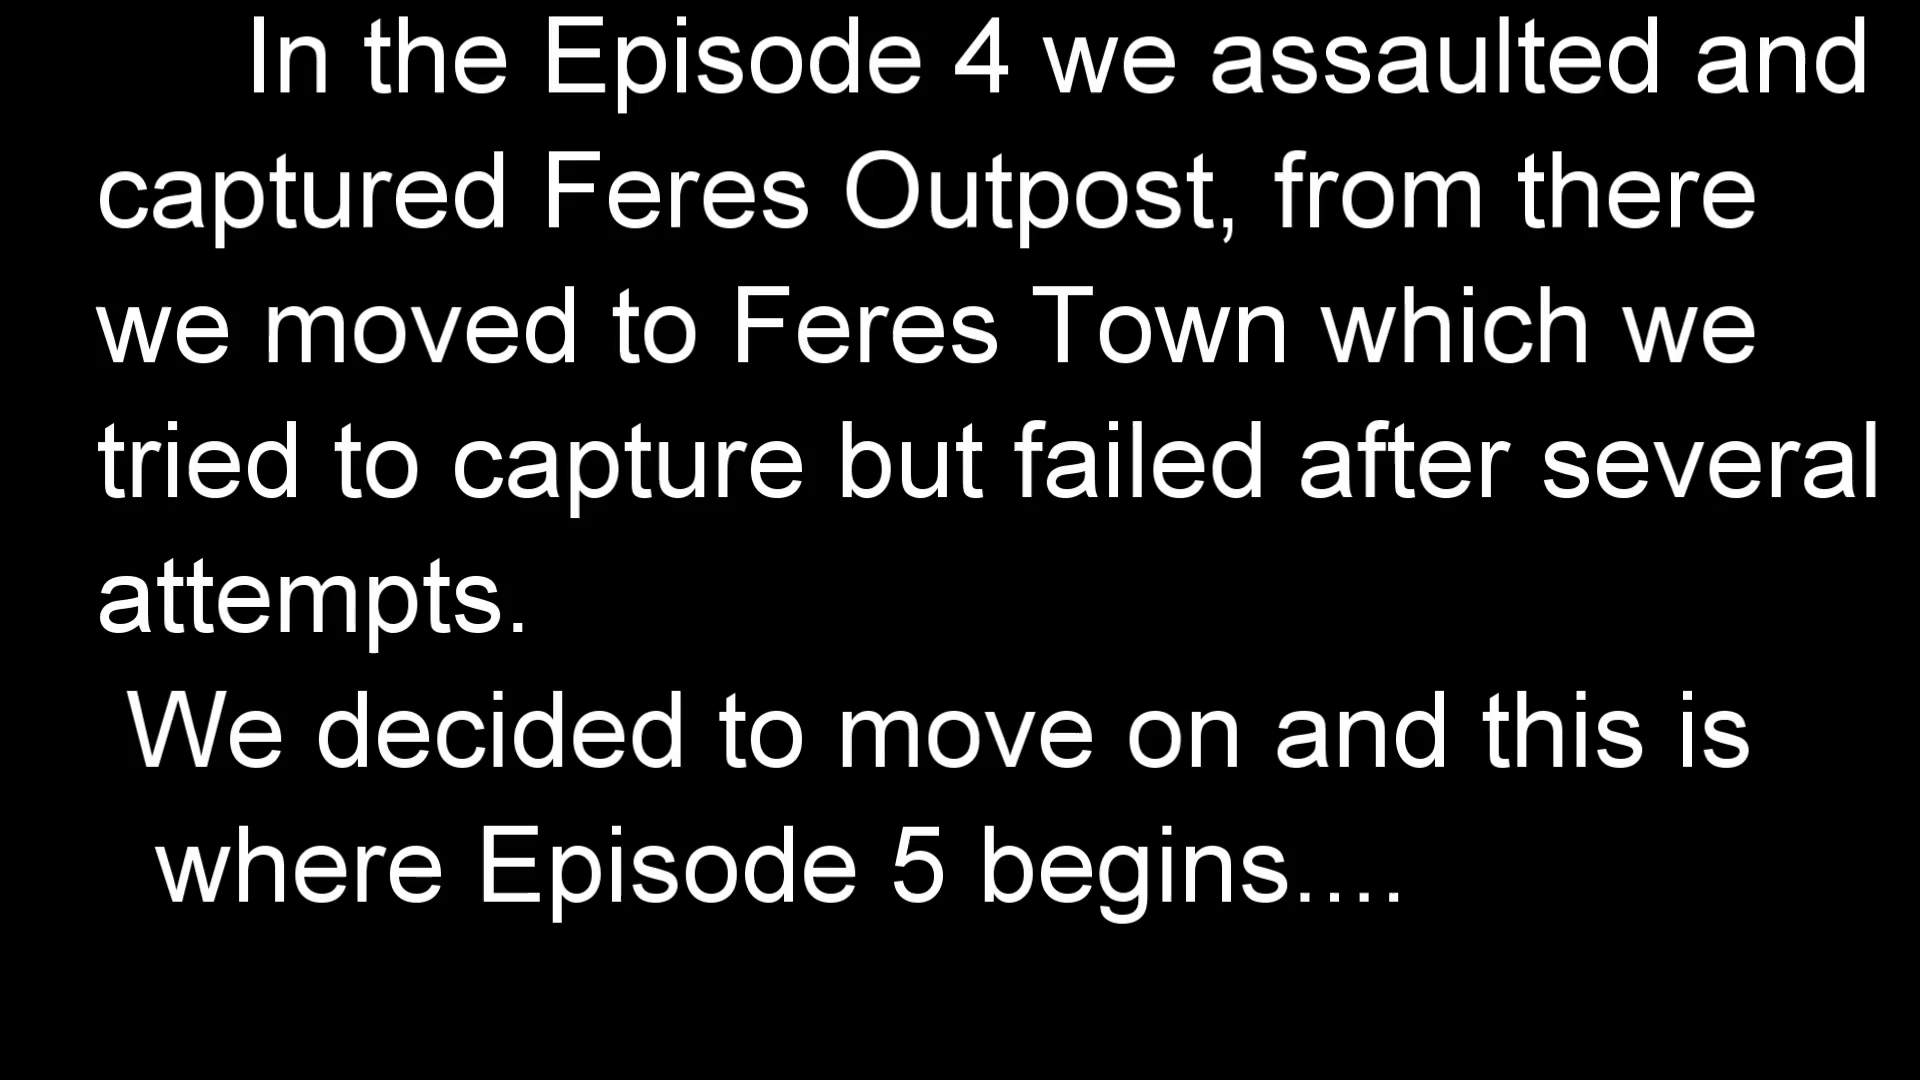 In the Episode 4 we assaulted and
captured Feres Outpost, from there
we moved to Feres Town which we
tried to capture but failed after several
attempts.
We decided to move on and this is
where Episode 5 begins....